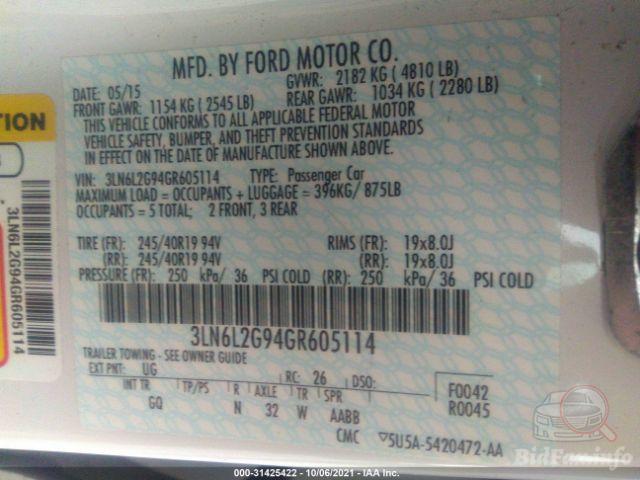 MFD. BY FORD MOTOR CO.
DATE: 05/15
GVWR: 2182 KG ( 4810 LB)
FRONT GAWR: 1154 KG ( 2545 LB)
REAR GAWR: 1034 KG ( 2280 LB)
THIS VEHICLE CONFORMS TO ALL APPLICABLE FEDERAL MOTOR
VEHICLE SAFETY, BUMPER, AND THEFT PREVENTION STANDARDS
IN EFFECT ON THE DATE OF MANUFACTURE SHOWN ABOVE.
VIN: 3LN6L2G94GR605114 TYPE: Passenger Car
MAXIMUM LOAD = OCCUPANTS + LUGGAGE = 396KG/ 875LB
OCCUPANTS = 5 TOTAL; 2 FRONT, 3 REAR
TIRE (FR): 245/40R19 94V RIMS (FR): 19x8.0J
(RR): 245/40R19 94V (RR): 19x8.0J
PRESSURE (FR): 250 kPa/ 36 PSI COLD (RR): 250 kPa/ 36 PSI COLD
3LN6L2G94GR605114
TRAILER TOWING - SEE OWNER GUIDE
EXT PNT: UG RC: 26 DSO:
INT TR TP/PS R AXLE TR SPR
GQ N 32 W AABB
F0042
R0045
CMC ▽5U5A-5420472-AA
TION
3LN6L2G94GR605114
BidFax.info
000 - 31425422 - 10/06/2021 - IAA Inc.